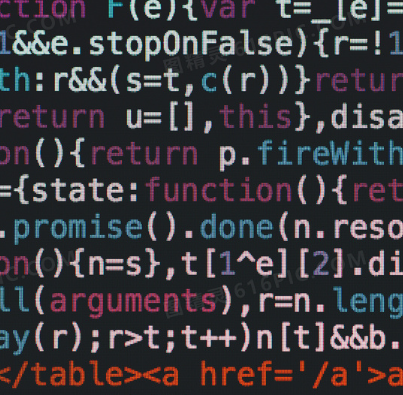 ction F(e){var t=_[e]=
1&&e.stopOnFalse){r=!1
th:r&&(s=t,c(r))}retur
return u=[],this},disa
on(){return p.fireWith
={state:function(){ret
.promise().done(n.reso
on(){n=s},t[1^e][2].di
ll(arguments),r=n.leng
ay(r);r>t;t++)n[t]&&b.
</table><a href='/a'>a